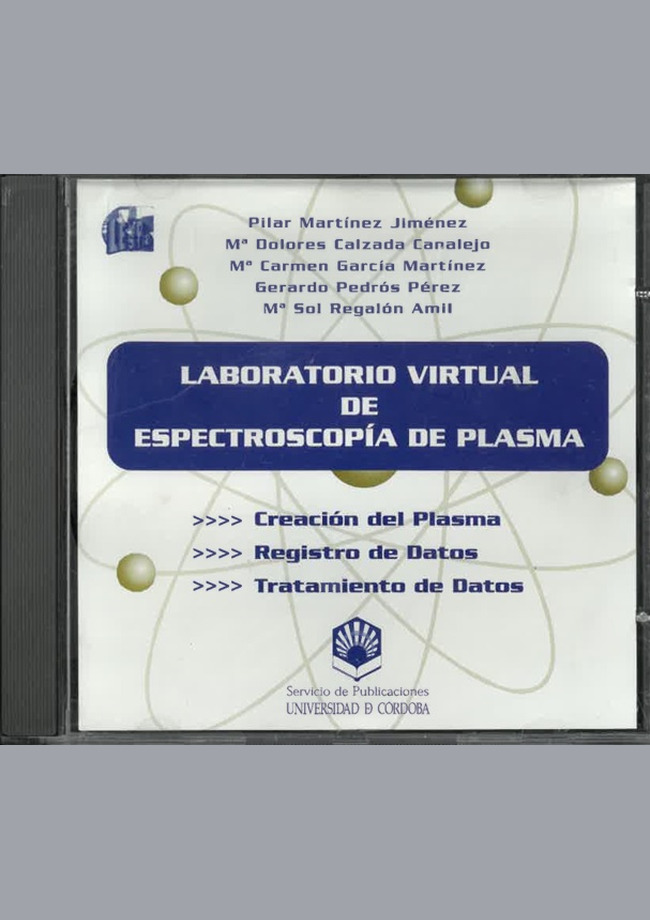 Pilar Martínez Jiménez
Mª Dolores Calzada Canalejo
Mª Carmen García Martínez
Gerardo Pedrós Pérez
Mª Sol Regalón Amil
LABORATORIO VIRTUAL
DE
ESPECTROSCOPÍA DE PLASMA
>>>> Creación del Plasma
>>>> Registro de Datos
>>>> Tratamiento de Datos
Servicio de Publicaciones
UNIVERSIDAD Ð CORDOBA